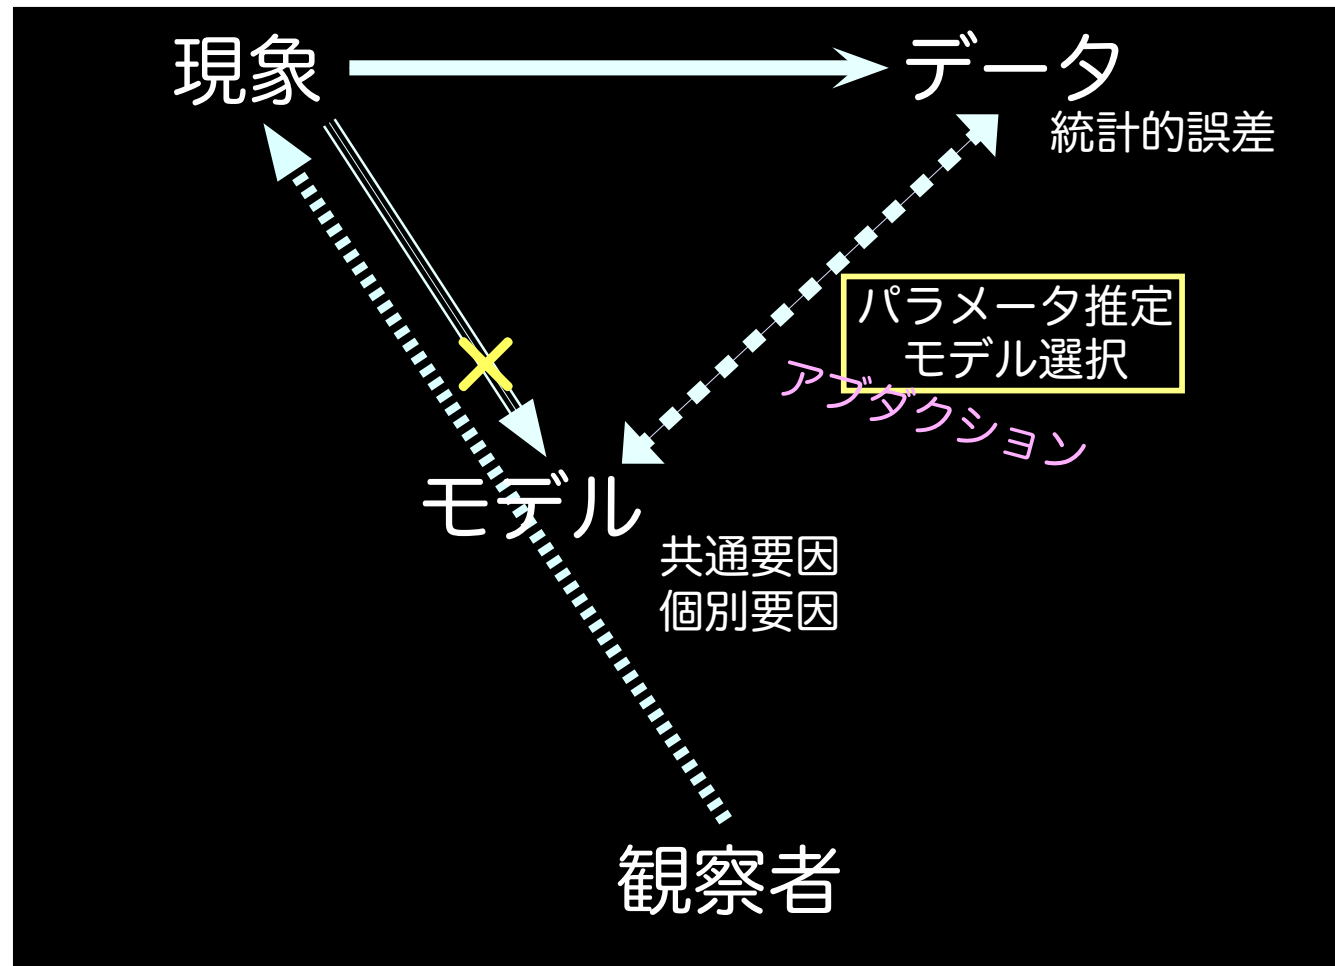 現象
データ
統計的誤差
パラメータ推定
モデル選択
アブダクション
モデル
共通要因
個別要因
観察者